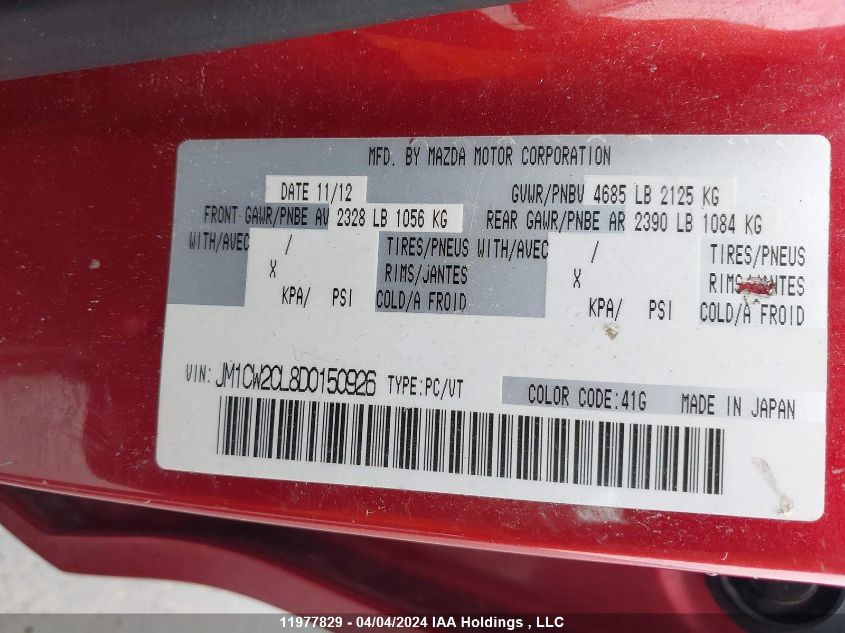 MFD. BY MAZDA MOTOR CORPORATION
DATE 11/12 GVWR/PNBV 4685 LB 2125 KG
FRONT GAWR/PNBE AV 2328 LB 1056 KG REAR GAWR/PNBE AR 2390 LB 1084 KG
WITH/AVEC / TIRES/PNEUS WITH/AVEC / TIRES/PNEUS
X RIMS/JANTES X RIMS/JANTES
KPA/ PSI COLD/A FROID KPA/ PSI COLD/A FROID
VIN: JM1CW2CL8D0150926 TYPE:PC/VT COLOR CODE:41G MADE IN JAPAN
11977829 - 04/04/2024 IAA Holdings , LLC